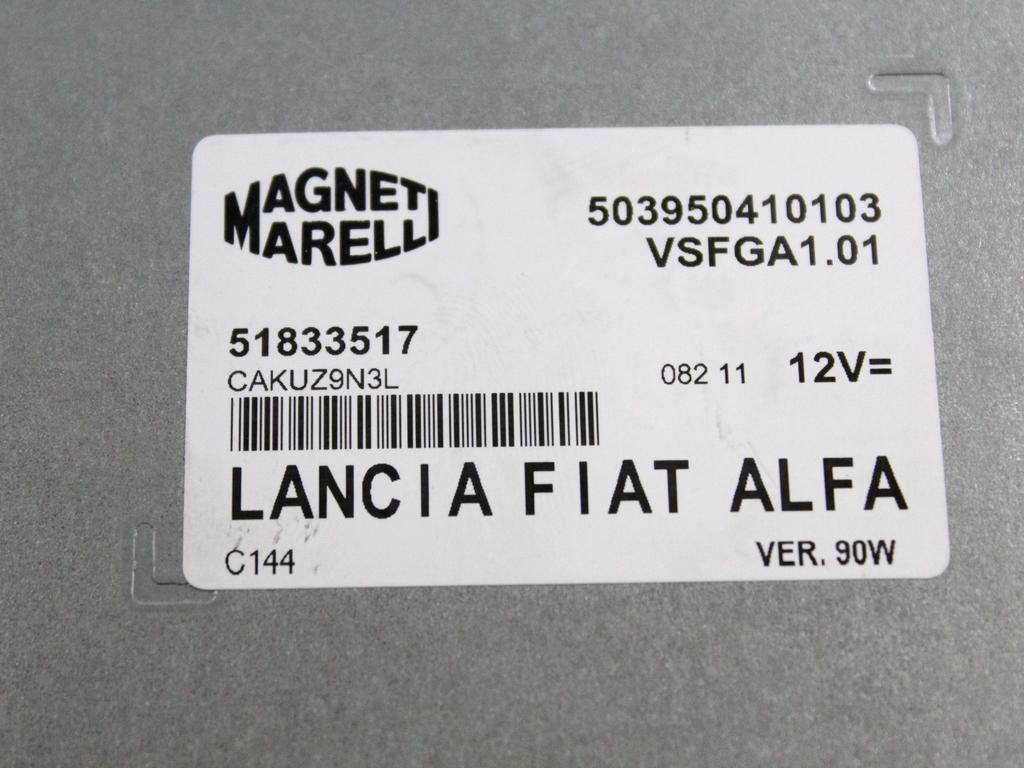 MAGNETI
MARELLI
503950410103
VSFGA1.01
51833517
CAKUZ9N3L
082 11 12V=
LANCIA FIAT ALFA
C144
VER. 90W